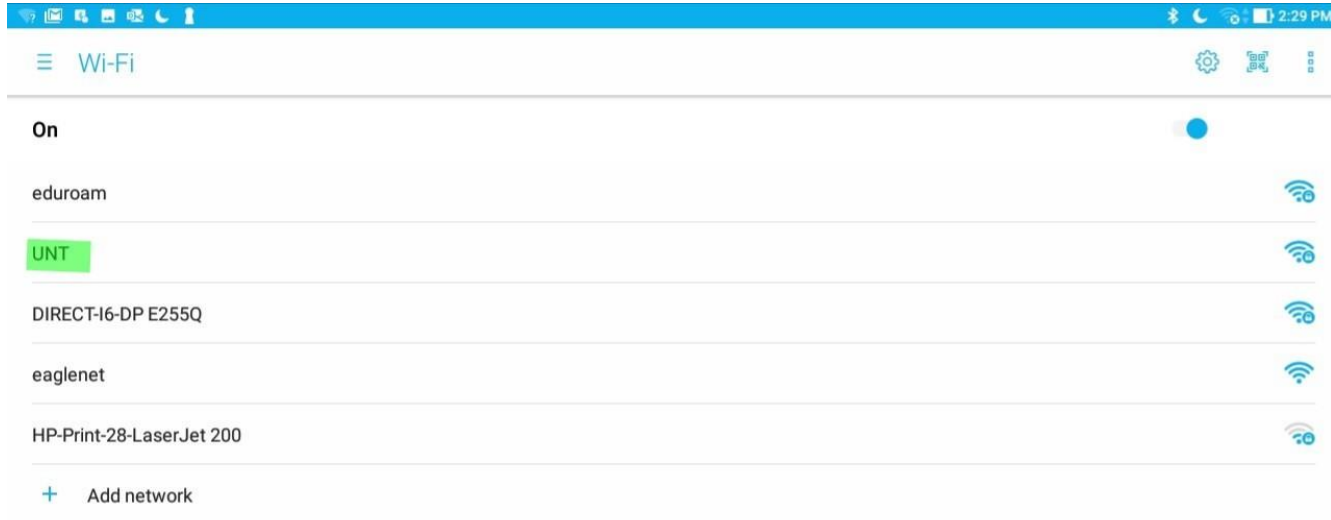 2:29 PM
Wi-Fi
On
eduroam
UNT
DIRECT-I6-DP E255Q
eaglenet
HP-Print-28-LaserJet 200
+ Add network